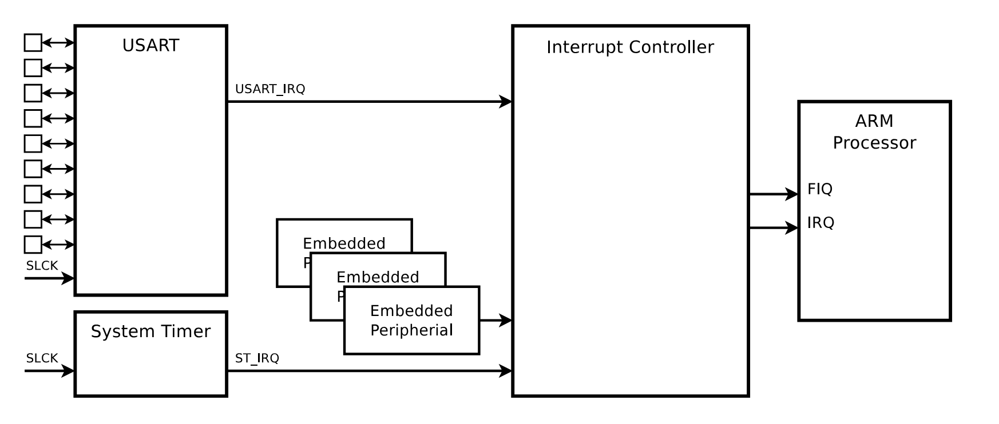 USART
Interrupt Controller
USART_IRQ
ARM
Processor
FIQ
IRQ
Embedded
P
Embedded
P
Embedded
Peripherial
SLCK
System Timer
SLCK
ST_IRQ